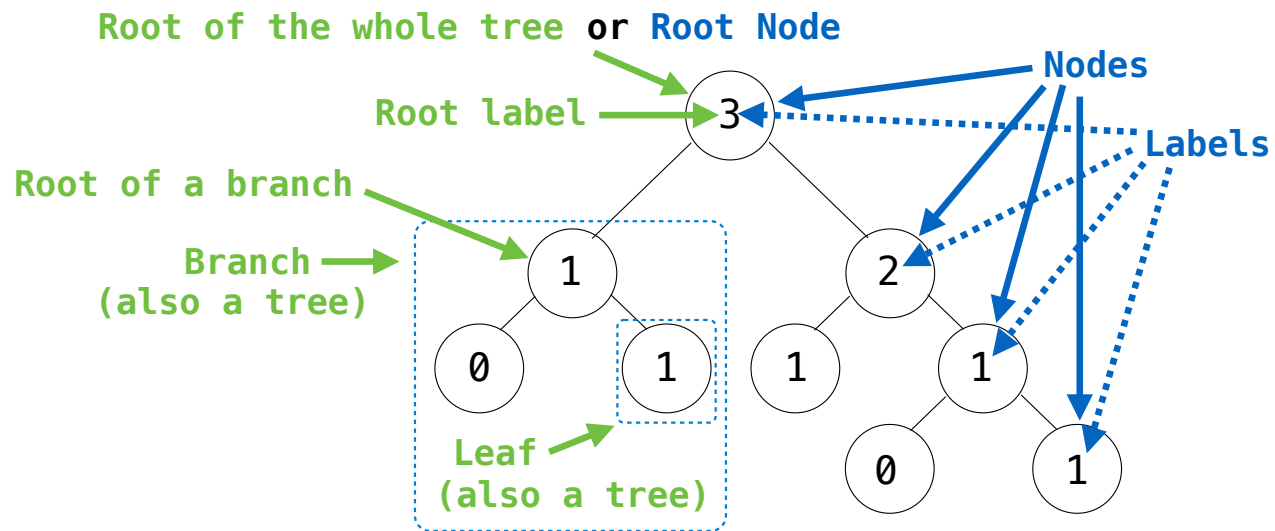 Root of the whole tree or Root Node
Nodes
Root label
3
Labels
Root of a branch
Branch
(also a tree)
1
2
0
1
1
1
Leaf
(also a tree)
0
1